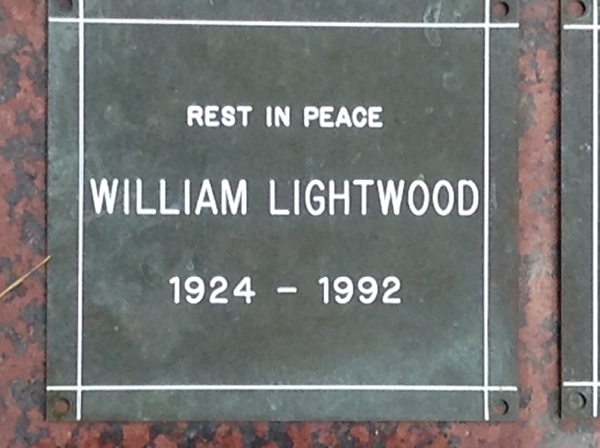 REST IN PEACE
WILLIAM LIGHTWOOD
1924 - 1992